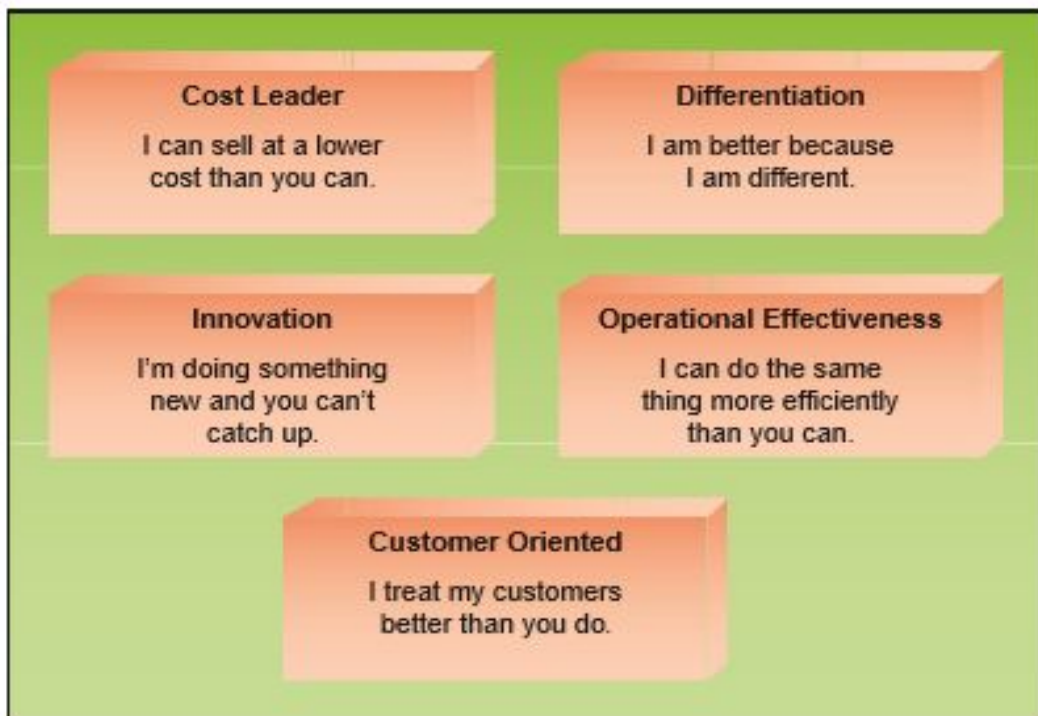 Cost Leader
I can sell at a lower
cost than you can.
Differentiation
I am better because
I am different.
Innovation
I'm doing something
new and you can't
catch up.
Operational Effectiveness
I can do the same
thing more efficiently
than you can.
Customer Oriented
I treat my customers
better than you do.